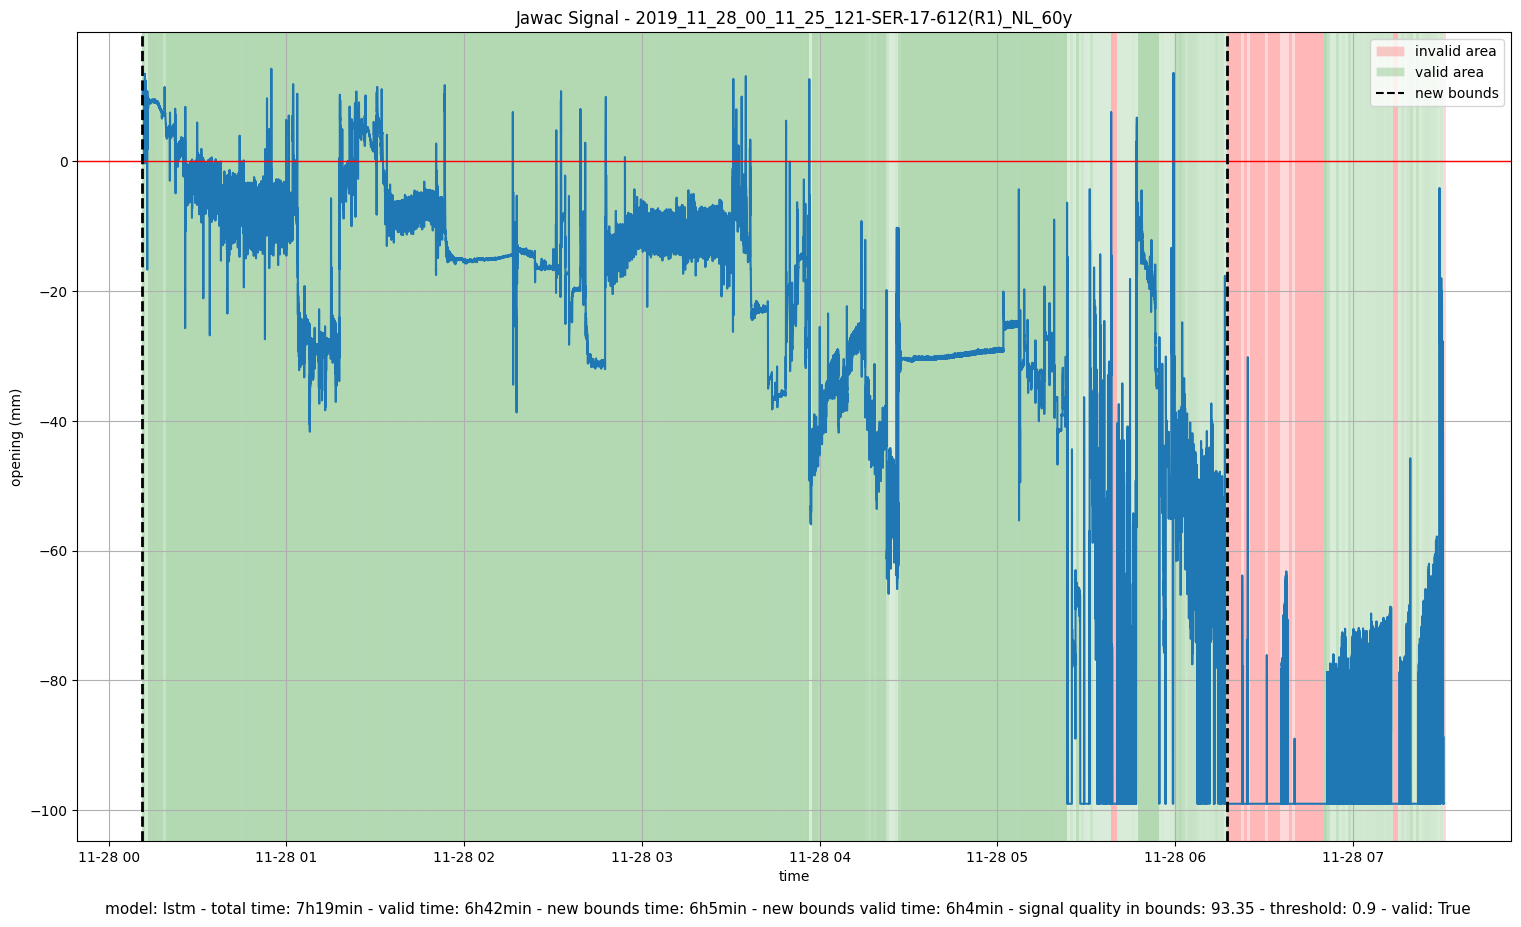 Jawac Signal - 2019_11_28_00_11_25_121-SER-17-612(R1)_NL_60y
invalid area
valid area
new bounds
opening (mm)
0
−20
−40
−60
−80
−100
11-28 00
11-28 01
11-28 02
11-28 03
11-28 04
11-28 05
11-28 06
11-28 07
time
model: lstm - total time: 7h19min - valid time: 6h42min - new bounds time: 6h5min - new bounds valid time: 6h4min - signal quality in bounds: 93.35 - threshold: 0.9 - valid: True